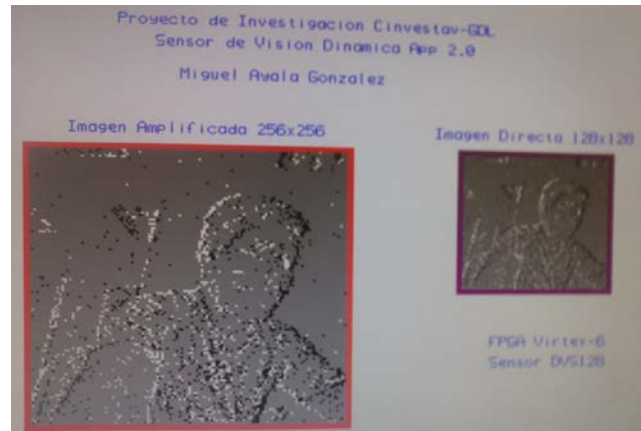 Proyecto de Investigacion Cinvestav-GDL
Sensor de Vision Dinamica App 2.0
Miguel Ayala Gonzalez
Imagen Amplificada 256x256
Imagen Directa 128x128
FPGA Virtex-6
Sensor DVS128